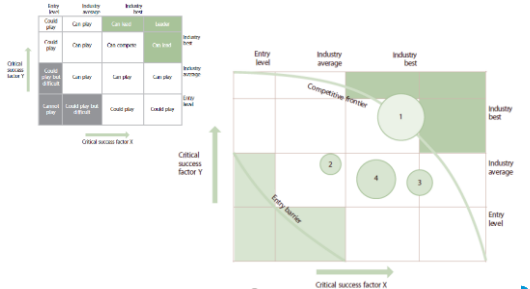 Entry level
Industry average
Industry best
Could play
Can play
Can lead
leader
Could play
Can play
Can compete
Can lead
Industry best
Could play but difficult
Can play
Can play
Can play
Industry average
Cannot play
Could play but difficult
Could play
Could play
Entry level
Critical success factor Y
Critical success factor X
Entry level
Industry average
Industry best
Competitive frontier
1
Industry best
2
4
3
Industry average
Entry barrier
Entry level
Critical success factor Y
Critical success factor X